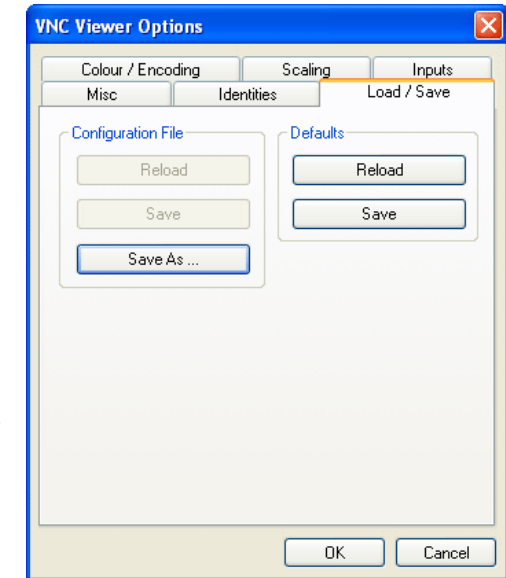 VNC Viewer Options
Colour / Encoding Scaling Inputs
Misc Identities Load / Save
Configuration File Defaults
Reload Reload
Save Save
Save As ...
OK Cancel